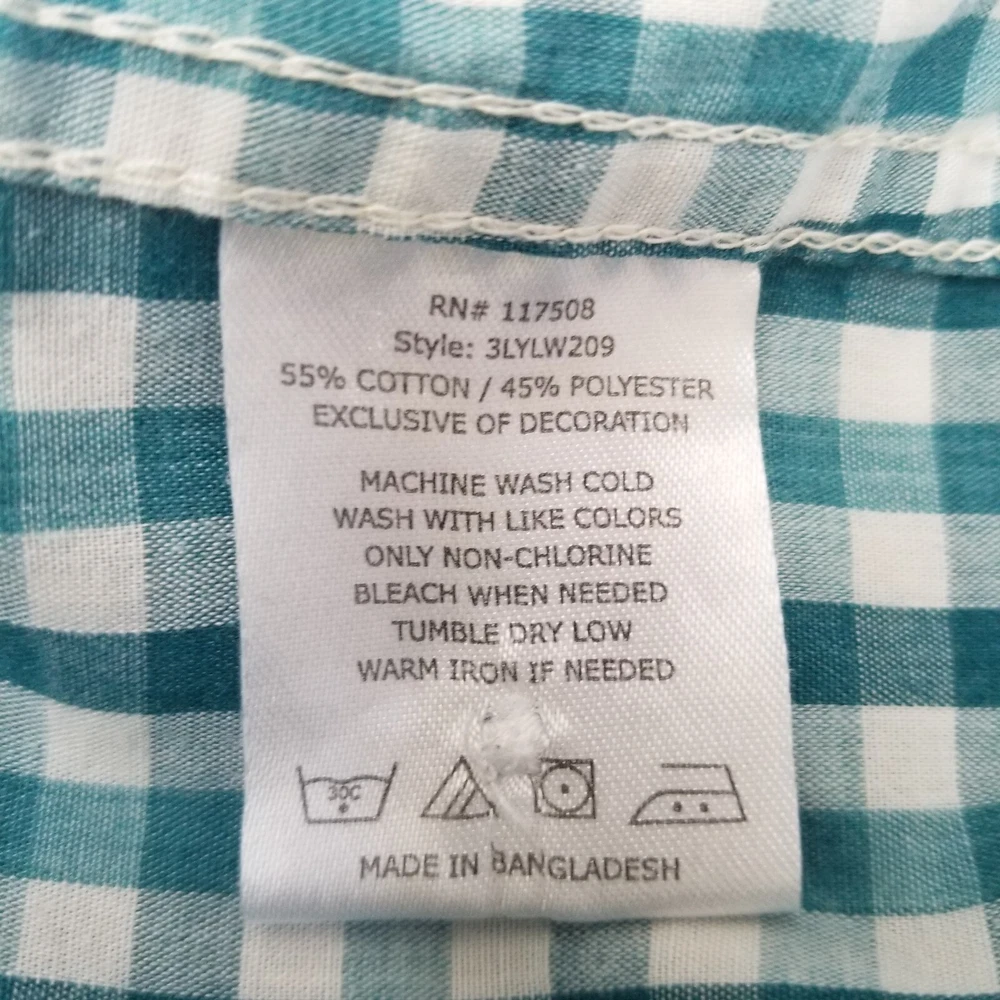 RN# 117508
Style: 3LYLW209
55% COTTON / 45% POLYESTER
EXCLUSIVE OF DECORATION
MACHINE WASH COLD
WASH WITH LIKE COLORS
ONLY NON-CHLORINE
BLEACH WHEN NEEDED
TUMBLE DRY LOW
WARM IRON IF NEEDED
30C
MADE IN BANGLADESH